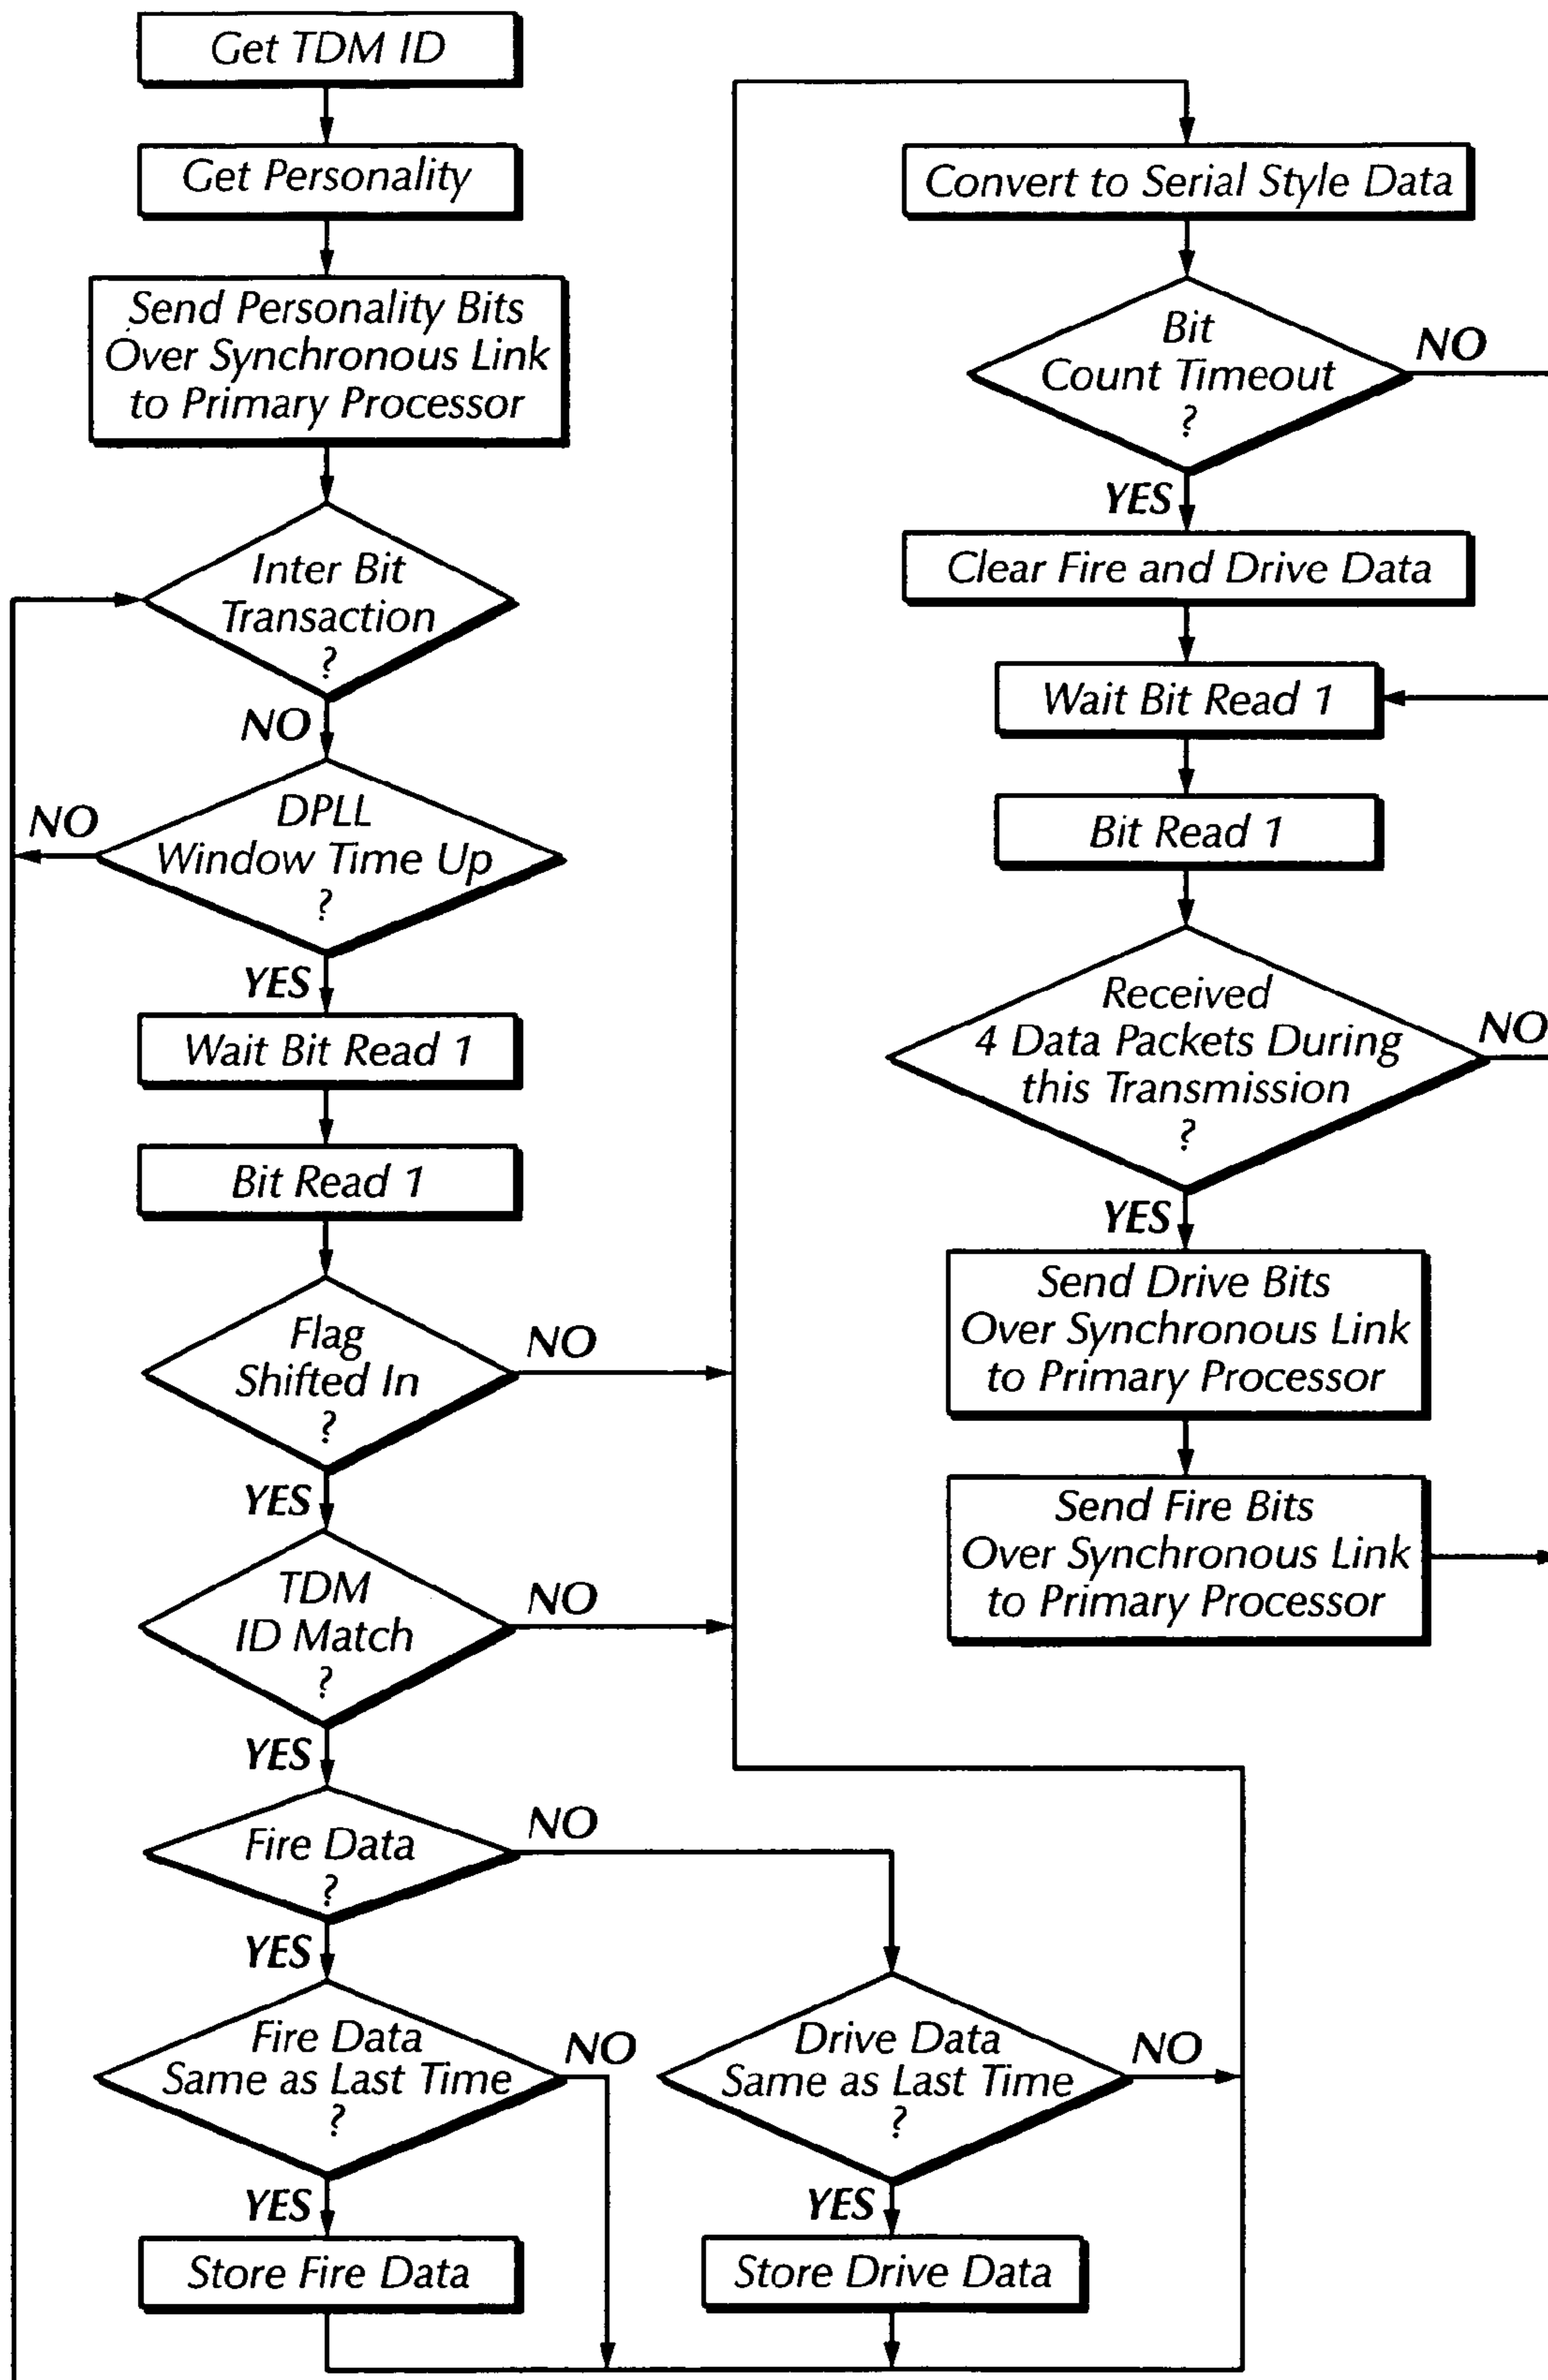 Get TDM ID
Get Personality
Send Personality Bits
Over Synchronous Link
to Primary Processor
Inter Bit
Transaction
?
NO
DPLL
Window Time Up
?
NO
YES
Wait Bit Read 1
Bit Read 1
Flag
Shifted In
?
NO
YES
TDM
ID Match
?
NO
YES
Fire Data
?
NO
YES
Fire Data
Same as Last Time
?
NO
YES
Store Fire Data
Drive Data
Same as Last Time
?
NO
YES
Store Drive Data
Convert to Serial Style Data
Bit
Count Timeout
?
NO
YES
Clear Fire and Drive Data
Wait Bit Read 1
Bit Read 1
Received
4 Data Packets During
this Transmission
?
NO
YES
Send Drive Bits
Over Synchronous Link
to Primary Processor
Send Fire Bits
Over Synchronous Link
to Primary Processor